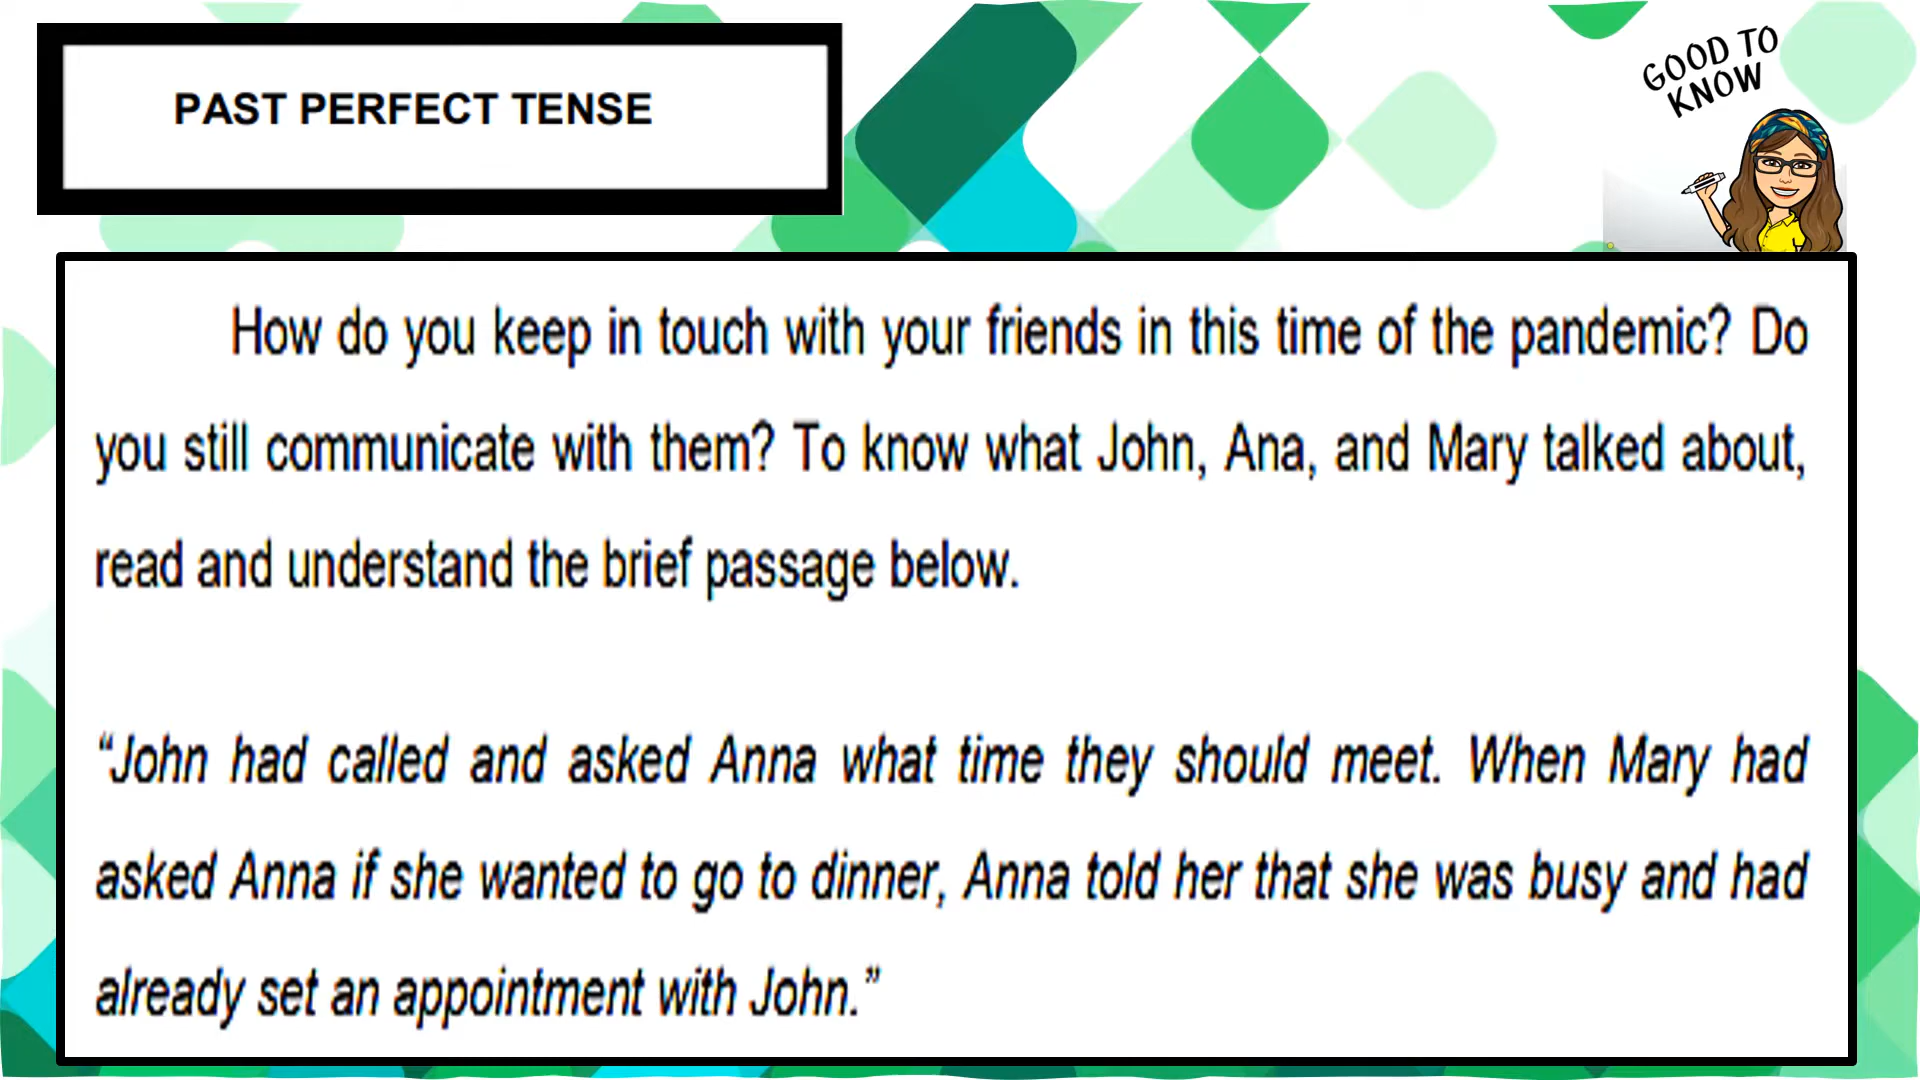 PAST PERFECT TENSE
GOOD TO
KNOW
How do you keep in touch with your friends in this time of the pandemic? Do
you still communicate with them? To know what John, Ana, and Mary talked about,
read and understand the brief passage below.
“John had called and asked Anna what time they should meet. When Mary had
asked Anna if she wanted to go to dinner, Anna told her that she was busy and had
already set an appointment with John.”